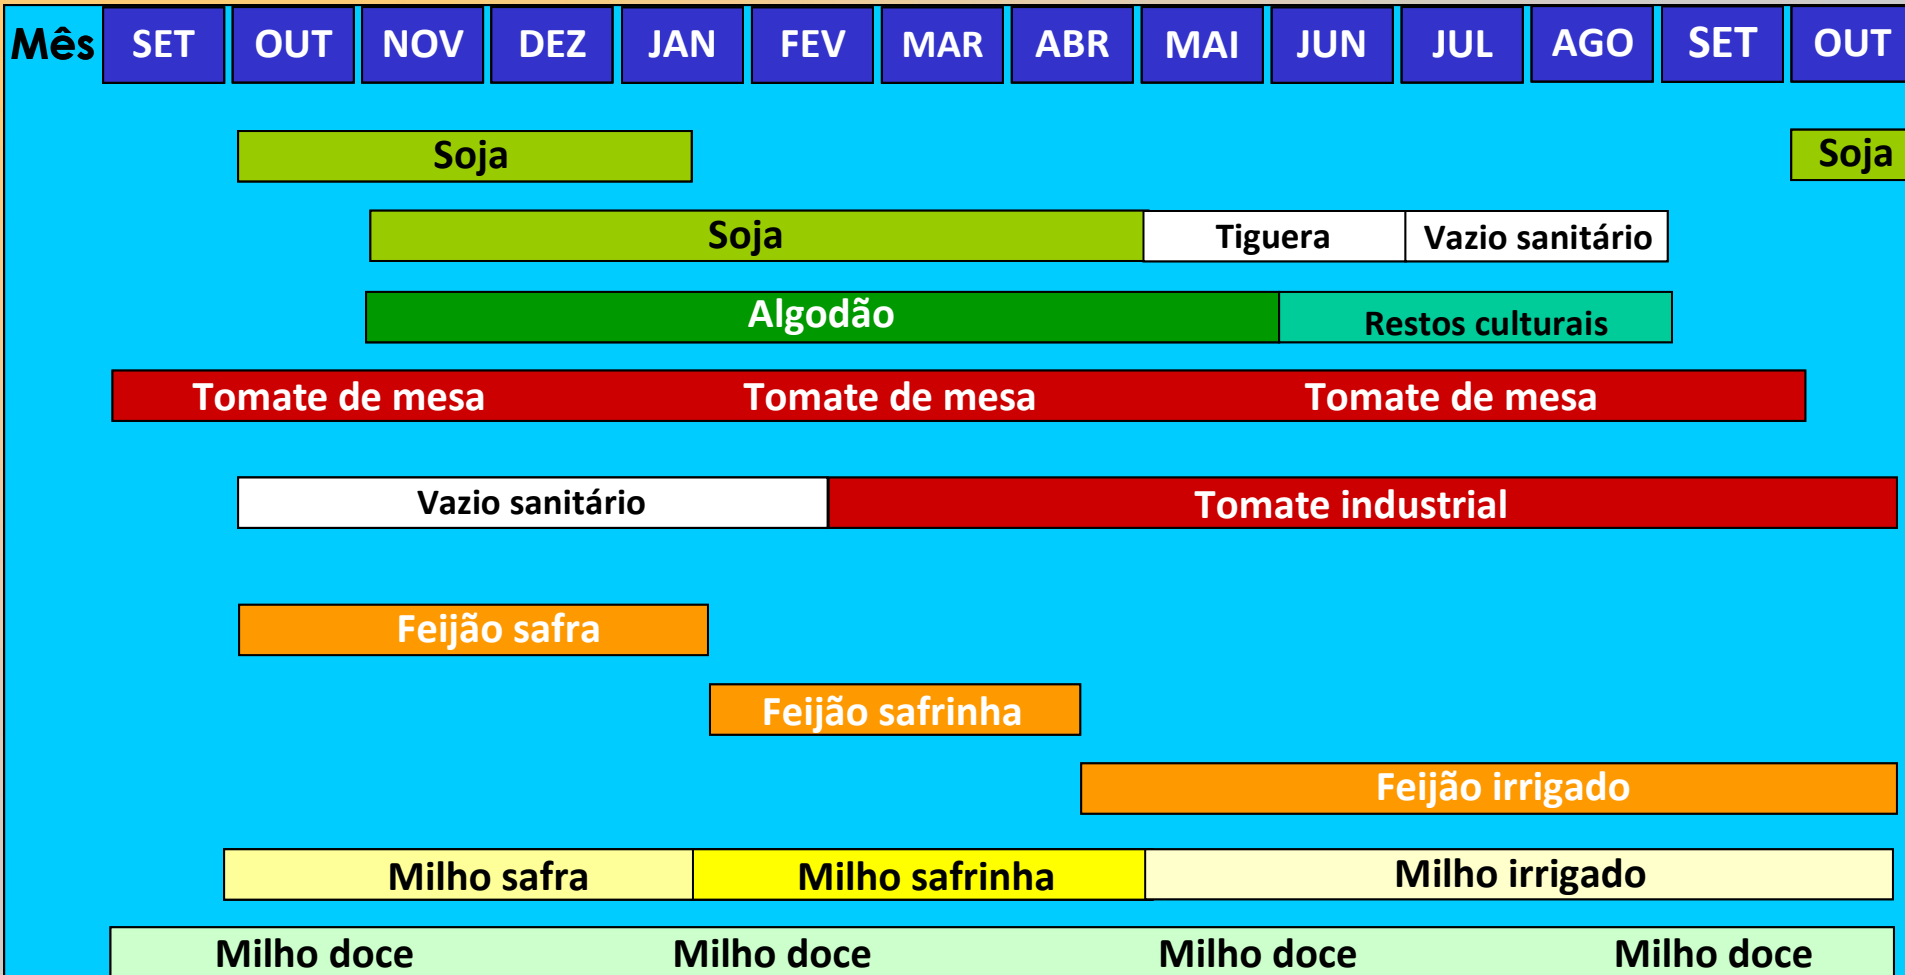 Mês SET OUT NOV DEZ JAN FEV MAR ABR MAI JUN JUL AGO SET OUT
Soja Soja
Soja Tiguera Vazio sanitário
Algodão Restos culturais
Tomate de mesa Tomate de mesa Tomate de mesa
Vazio sanitário Tomate industrial
Feijão safra
Feijão safrinha
Feijão irrigado
Milho safra Milho safrinha Milho irrigado
Milho doce Milho doce Milho doce Milho doce